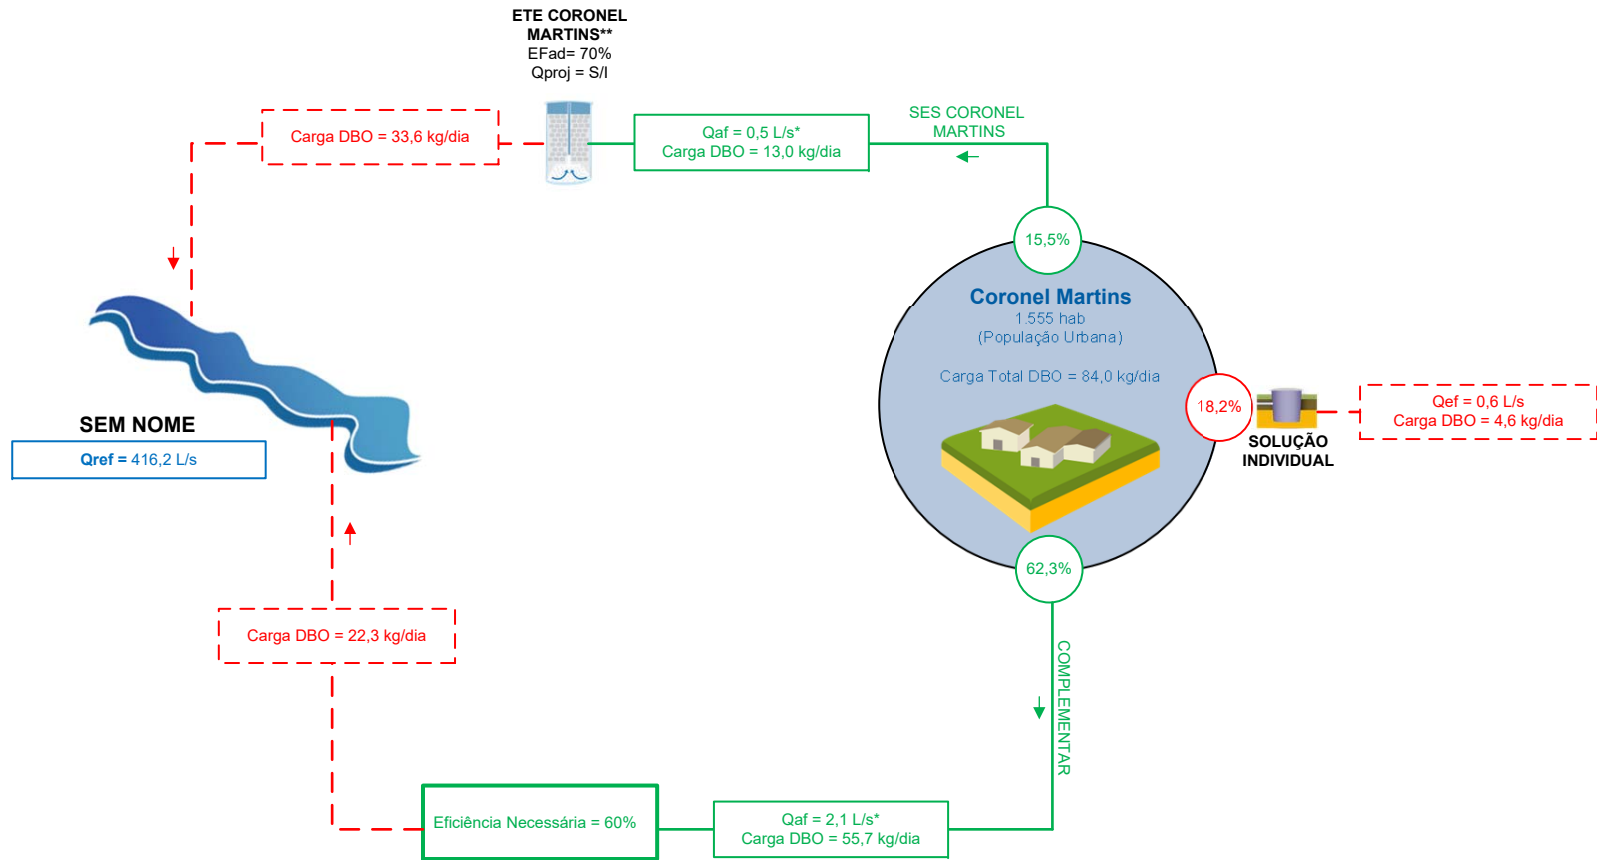 ETE CORONEL
MARTINS**
EFad= 70%
Qproj = S/I
Carga DBO = 33,6 kg/dia
Qaf = 0,5 L/s*
Carga DBO = 13,0 kg/dia
SES CORONEL
MARTINS
15,5%
Coronel Martins
1.555 hab
(População Urbana)
Carga Total DBO = 84,0 kg/dia
18,2%
SOLUÇÃO
INDIVIDUAL
Qef = 0,6 L/s
Carga DBO = 4,6 kg/dia
SEM NOME
Qref = 416,2 L/s
62,3%
COMPLEMENTAR
Carga DBO = 22,3 kg/dia
Eficiência Necessária = 60%
Qaf = 2,1 L/s*
Carga DBO = 55,7 kg/dia